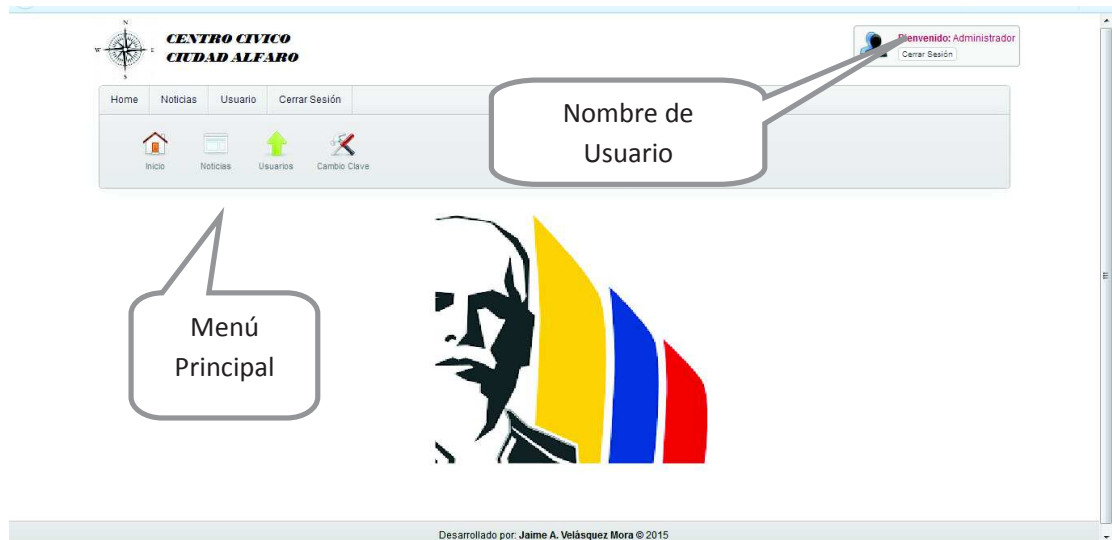 N
W E
S
CENTRO CIVICO
CIUDAD ALFARO
Bienvenido: Administrador
Cerrar Sesión
Home Noticias Usuario Cerrar Sesión
Nombre de
Usuario
Inicio Noticias Usuarios Cambio Clave
Menú
Principal
Desarrollado por: Jaime A. Velàsquez Mora © 2015